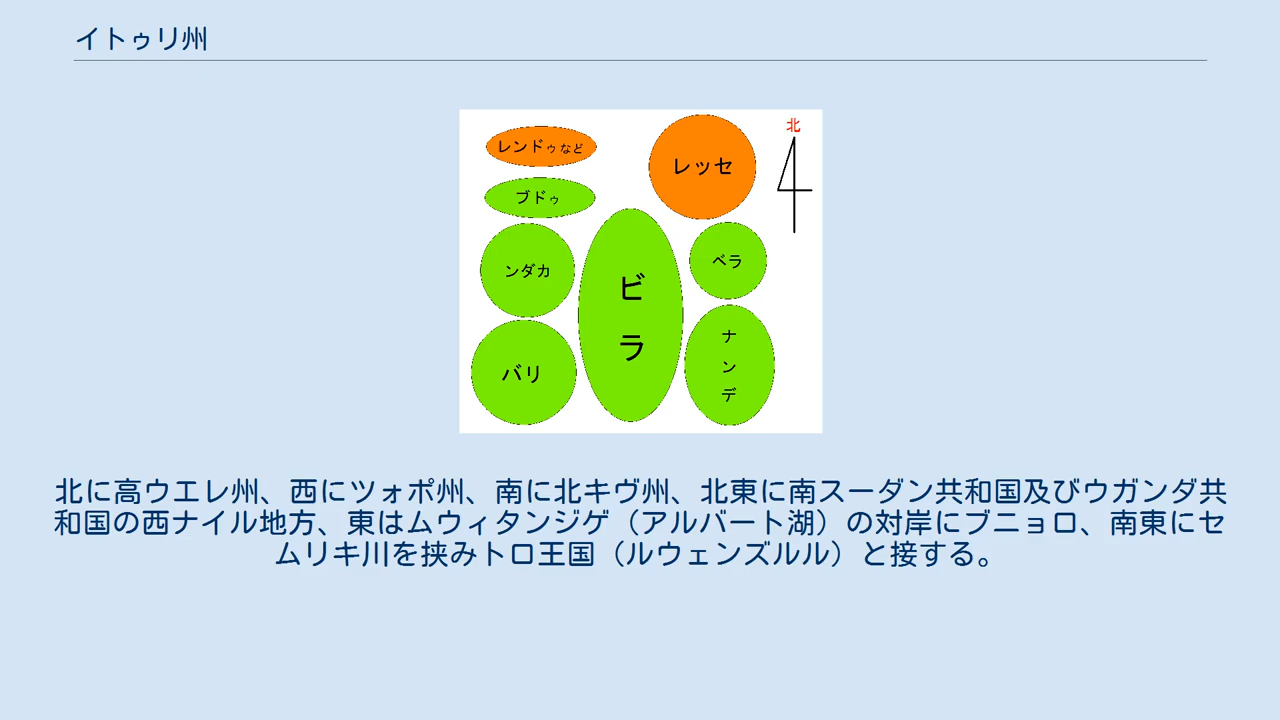 イトゥリ州
レンドゥなど
レッセ
北
ブドゥ
ンダカ
ビラ
ベラ
バリ
ナンデ
北に高ウエレ州、西にツォポ州、南に北キヴ州、北東に南スーダン共和国及びウガンダ共
和国の西ナイル地方、東はムウィタンジゲ（アルバート湖）の対岸にブニョロ、南東にセ
ムリキ川を挟みトロ王国（ルウェンズルル）と接する。